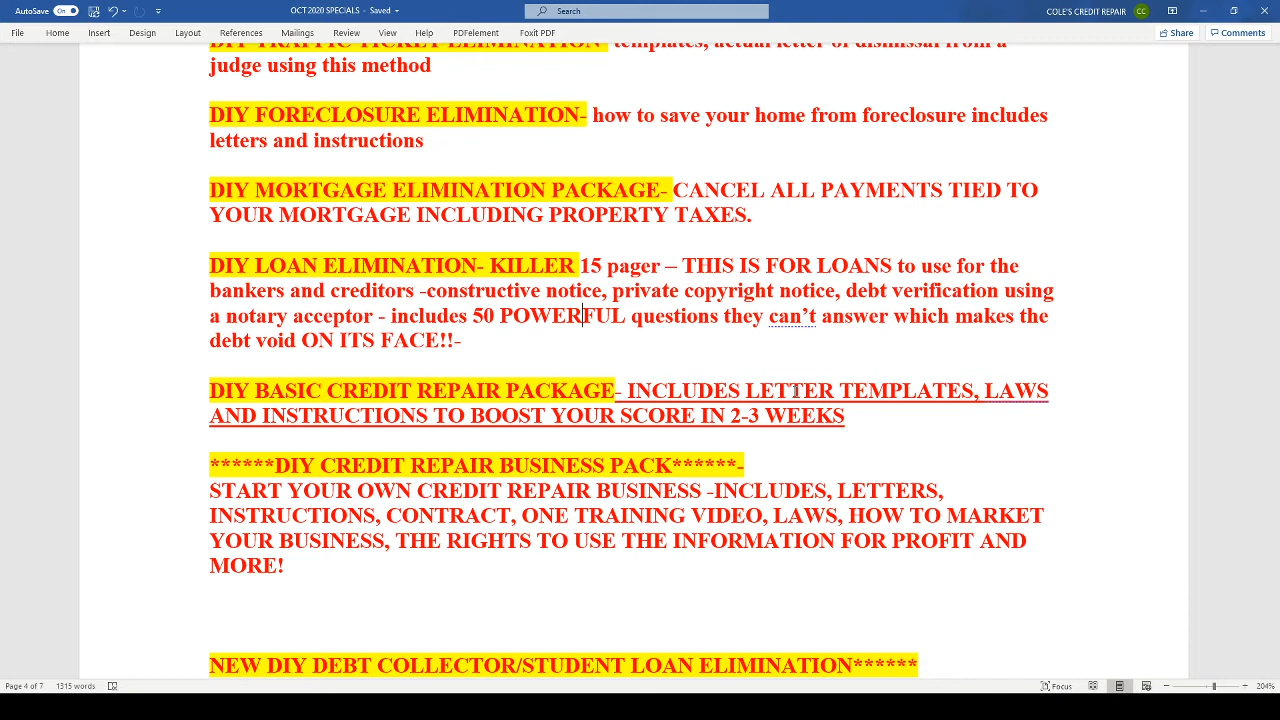 AutoSave On OCT 2020 SPECIALS - Saved Search COLE'S CREDIT REPAIR CC
File Home Insert Draw Design Layout References Mailings Review View Help PDFelement Foxit PDF Share Comments
DIY TRAFFIC TICKET ELIMINATION- templates, actual letter of dismissal from a
judge using this method
DIY FORECLOSURE ELIMINATION- how to save your home from foreclosure includes
letters and instructions
DIY MORTGAGE ELIMINATION PACKAGE- CANCEL ALL PAYMENTS TIED TO
YOUR MORTGAGE INCLUDING PROPERTY TAXES.
DIY LOAN ELIMINATION- KILLER 15 pager – THIS IS FOR LOANS to use for the
bankers and creditors -constructive notice, private copyright notice, debt verification using
a notary acceptor - includes 50 POWERFUL questions they can't answer which makes the
debt void ON ITS FACE!!-
DIY BASIC CREDIT REPAIR PACKAGE- INCLUDES LETTER TEMPLATES, LAWS
AND INSTRUCTIONS TO BOOST YOUR SCORE IN 2-3 WEEKS
******DIY CREDIT REPAIR BUSINESS PACK******-
START YOUR OWN CREDIT REPAIR BUSINESS -INCLUDES, LETTERS,
INSTRUCTIONS, CONTRACT, ONE TRAINING VIDEO, LAWS, HOW TO MARKET
YOUR BUSINESS, THE RIGHTS TO USE THE INFORMATION FOR PROFIT AND
MORE!
NEW DIY DEBT COLLECTOR/STUDENT LOAN ELIMINATION******
Page 4 of 7 1315 words Focus 204%